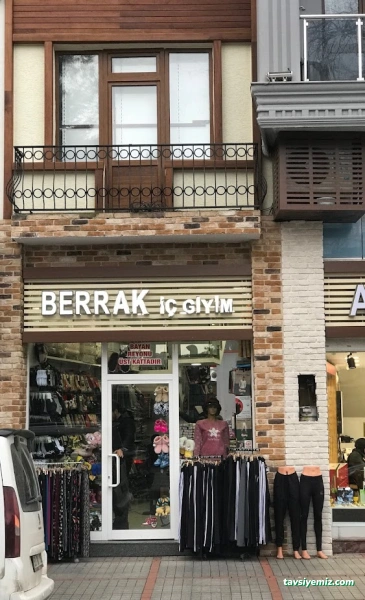 BERRAK İÇ GİYİM
A
BAYAN
REYONU
ÜST KATTADIR
tavsiyemiz.com